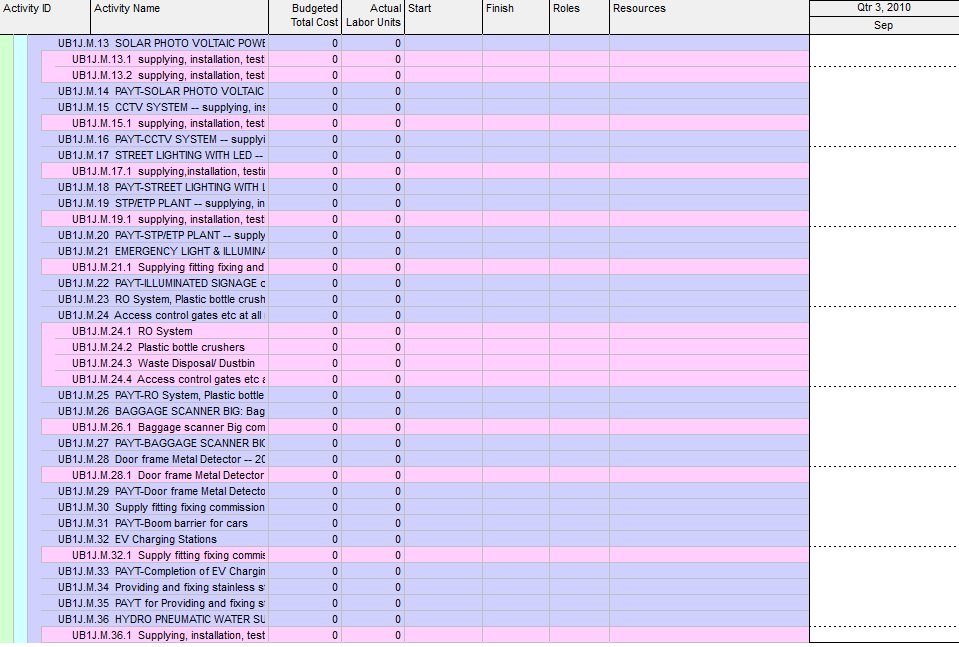 Activity ID Activity Name Budgeted Total Cost Actual Labor Units Start Finish Roles Resources Qtr 3, 2010
Sep
UB1J.M.13 SOLAR PHOTO VOLTAIC POWE 0 0
UB1J.M.13.1 supplying, installation, test 0 0
UB1J.M.13.2 supplying, installation, test 0 0
UB1J.M.14 PAYT-SOLAR PHOTO VOLTAIC 0 0
UB1J.M.15 CCTV SYSTEM -- supplying, ins 0 0
UB1J.M.15.1 supplying, installation, test 0 0
UB1J.M.16 PAYT-CCTV SYSTEM -- supplyi 0 0
UB1J.M.17 STREET LIGHTING WITH LED -- 0 0
UB1J.M.17.1 supplying,installation, testi 0 0
UB1J.M.18 PAYT-STREET LIGHTING WITH L 0 0
UB1J.M.19 STP/ETP PLANT -- supplying, in 0 0
UB1J.M.19.1 supplying, installation, test 0 0
UB1J.M.20 PAYT-STP/ETP PLANT -- supply 0 0
UB1J.M.21 EMERGENCY LIGHT & ILLUMINA 0 0
UB1J.M.21.1 Supplying fitting fixing and 0 0
UB1J.M.22 PAYT-ILLUMINATED SIGNAGE c 0 0
UB1J.M.23 RO System, Plastic bottle crush 0 0
UB1J.M.24 Access control gates etc at all 0 0
UB1J.M.24.1 RO System 0 0
UB1J.M.24.2 Plastic bottle crushers 0 0
UB1J.M.24.3 Waste Disposal/ Dustbin 0 0
UB1J.M.24.4 Access control gates etc a 0 0
UB1J.M.25 PAYT-RO System, Plastic bottle 0 0
UB1J.M.26 BAGGAGE SCANNER BIG: Bag 0 0
UB1J.M.26.1 Baggage scanner Big com 0 0
UB1J.M.27 PAYT-BAGGAGE SCANNER BIG 0 0
UB1J.M.28 Door frame Metal Detector -- 20 0 0
UB1J.M.28.1 Door frame Metal Detector 0 0
UB1J.M.29 PAYT-Door frame Metal Detecto 0 0
UB1J.M.30 Supply fitting fixing commission 0 0
UB1J.M.31 PAYT-Boom barrier for cars 0 0
UB1J.M.32 EV Charging Stations 0 0
UB1J.M.32.1 Supply fitting fixing commis 0 0
UB1J.M.33 PAYT-Completion of EV Chargin 0 0
UB1J.M.34 Providing and fixing stainless s 0 0
UB1J.M.35 PAYT for Providing and fixing s 0 0
UB1J.M.36 HYDRO PNEUMATIC WATER SU 0 0
UB1J.M.36.1 Supplying, installation, test 0 0